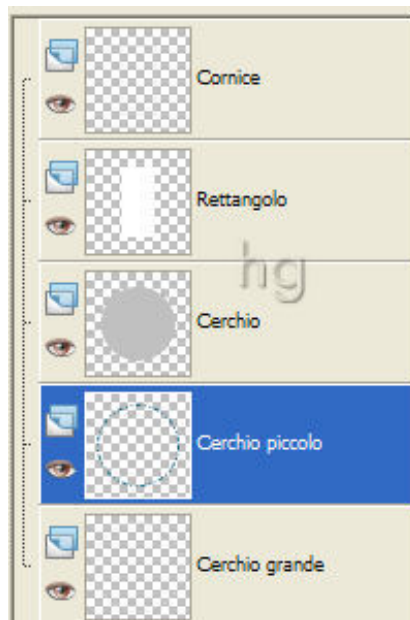 Cornice
Rettangolo
hg
Cerchio
Cerchio piccolo
Cerchio grande